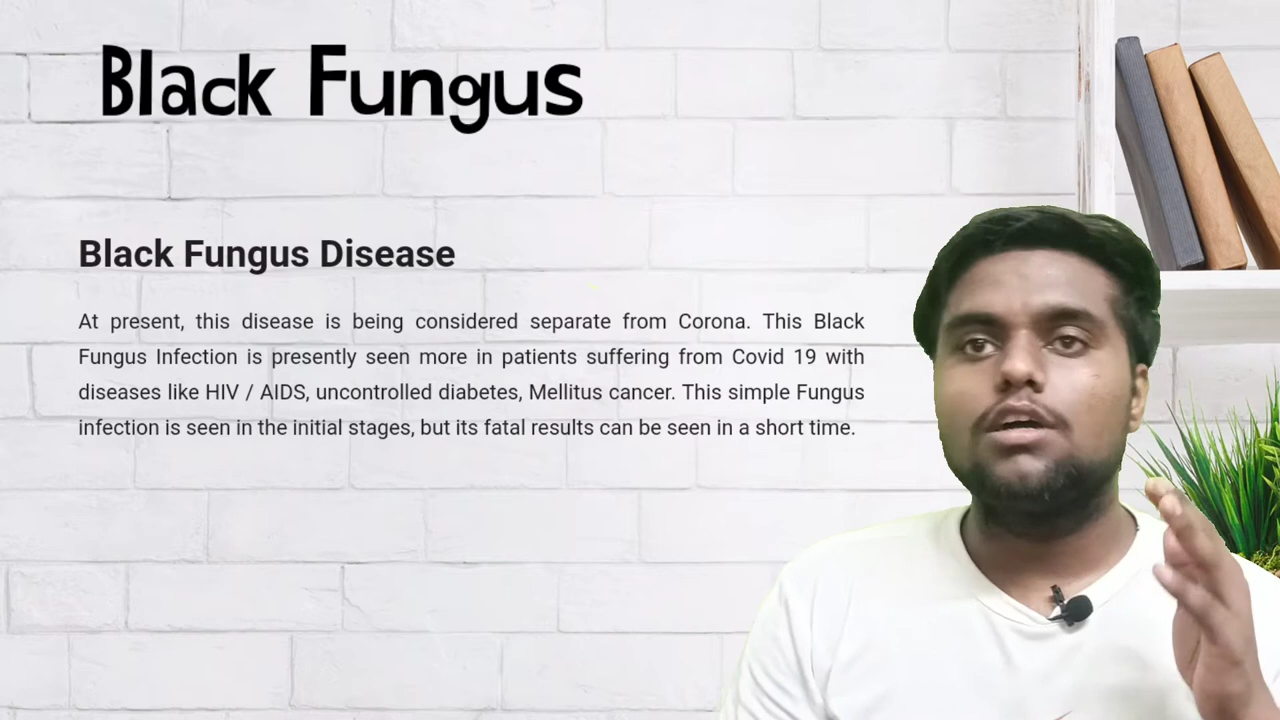 Black Fungus
Black Fungus Disease
At present, this disease is being considered separate from Corona. This Black
Fungus Infection is presently seen more in patients suffering from Covid 19 with
diseases like HIV / AIDS, uncontrolled diabetes, Mellitus cancer. This simple Fungus
infection is seen in the initial stages, but its fatal results can be seen in a short time.